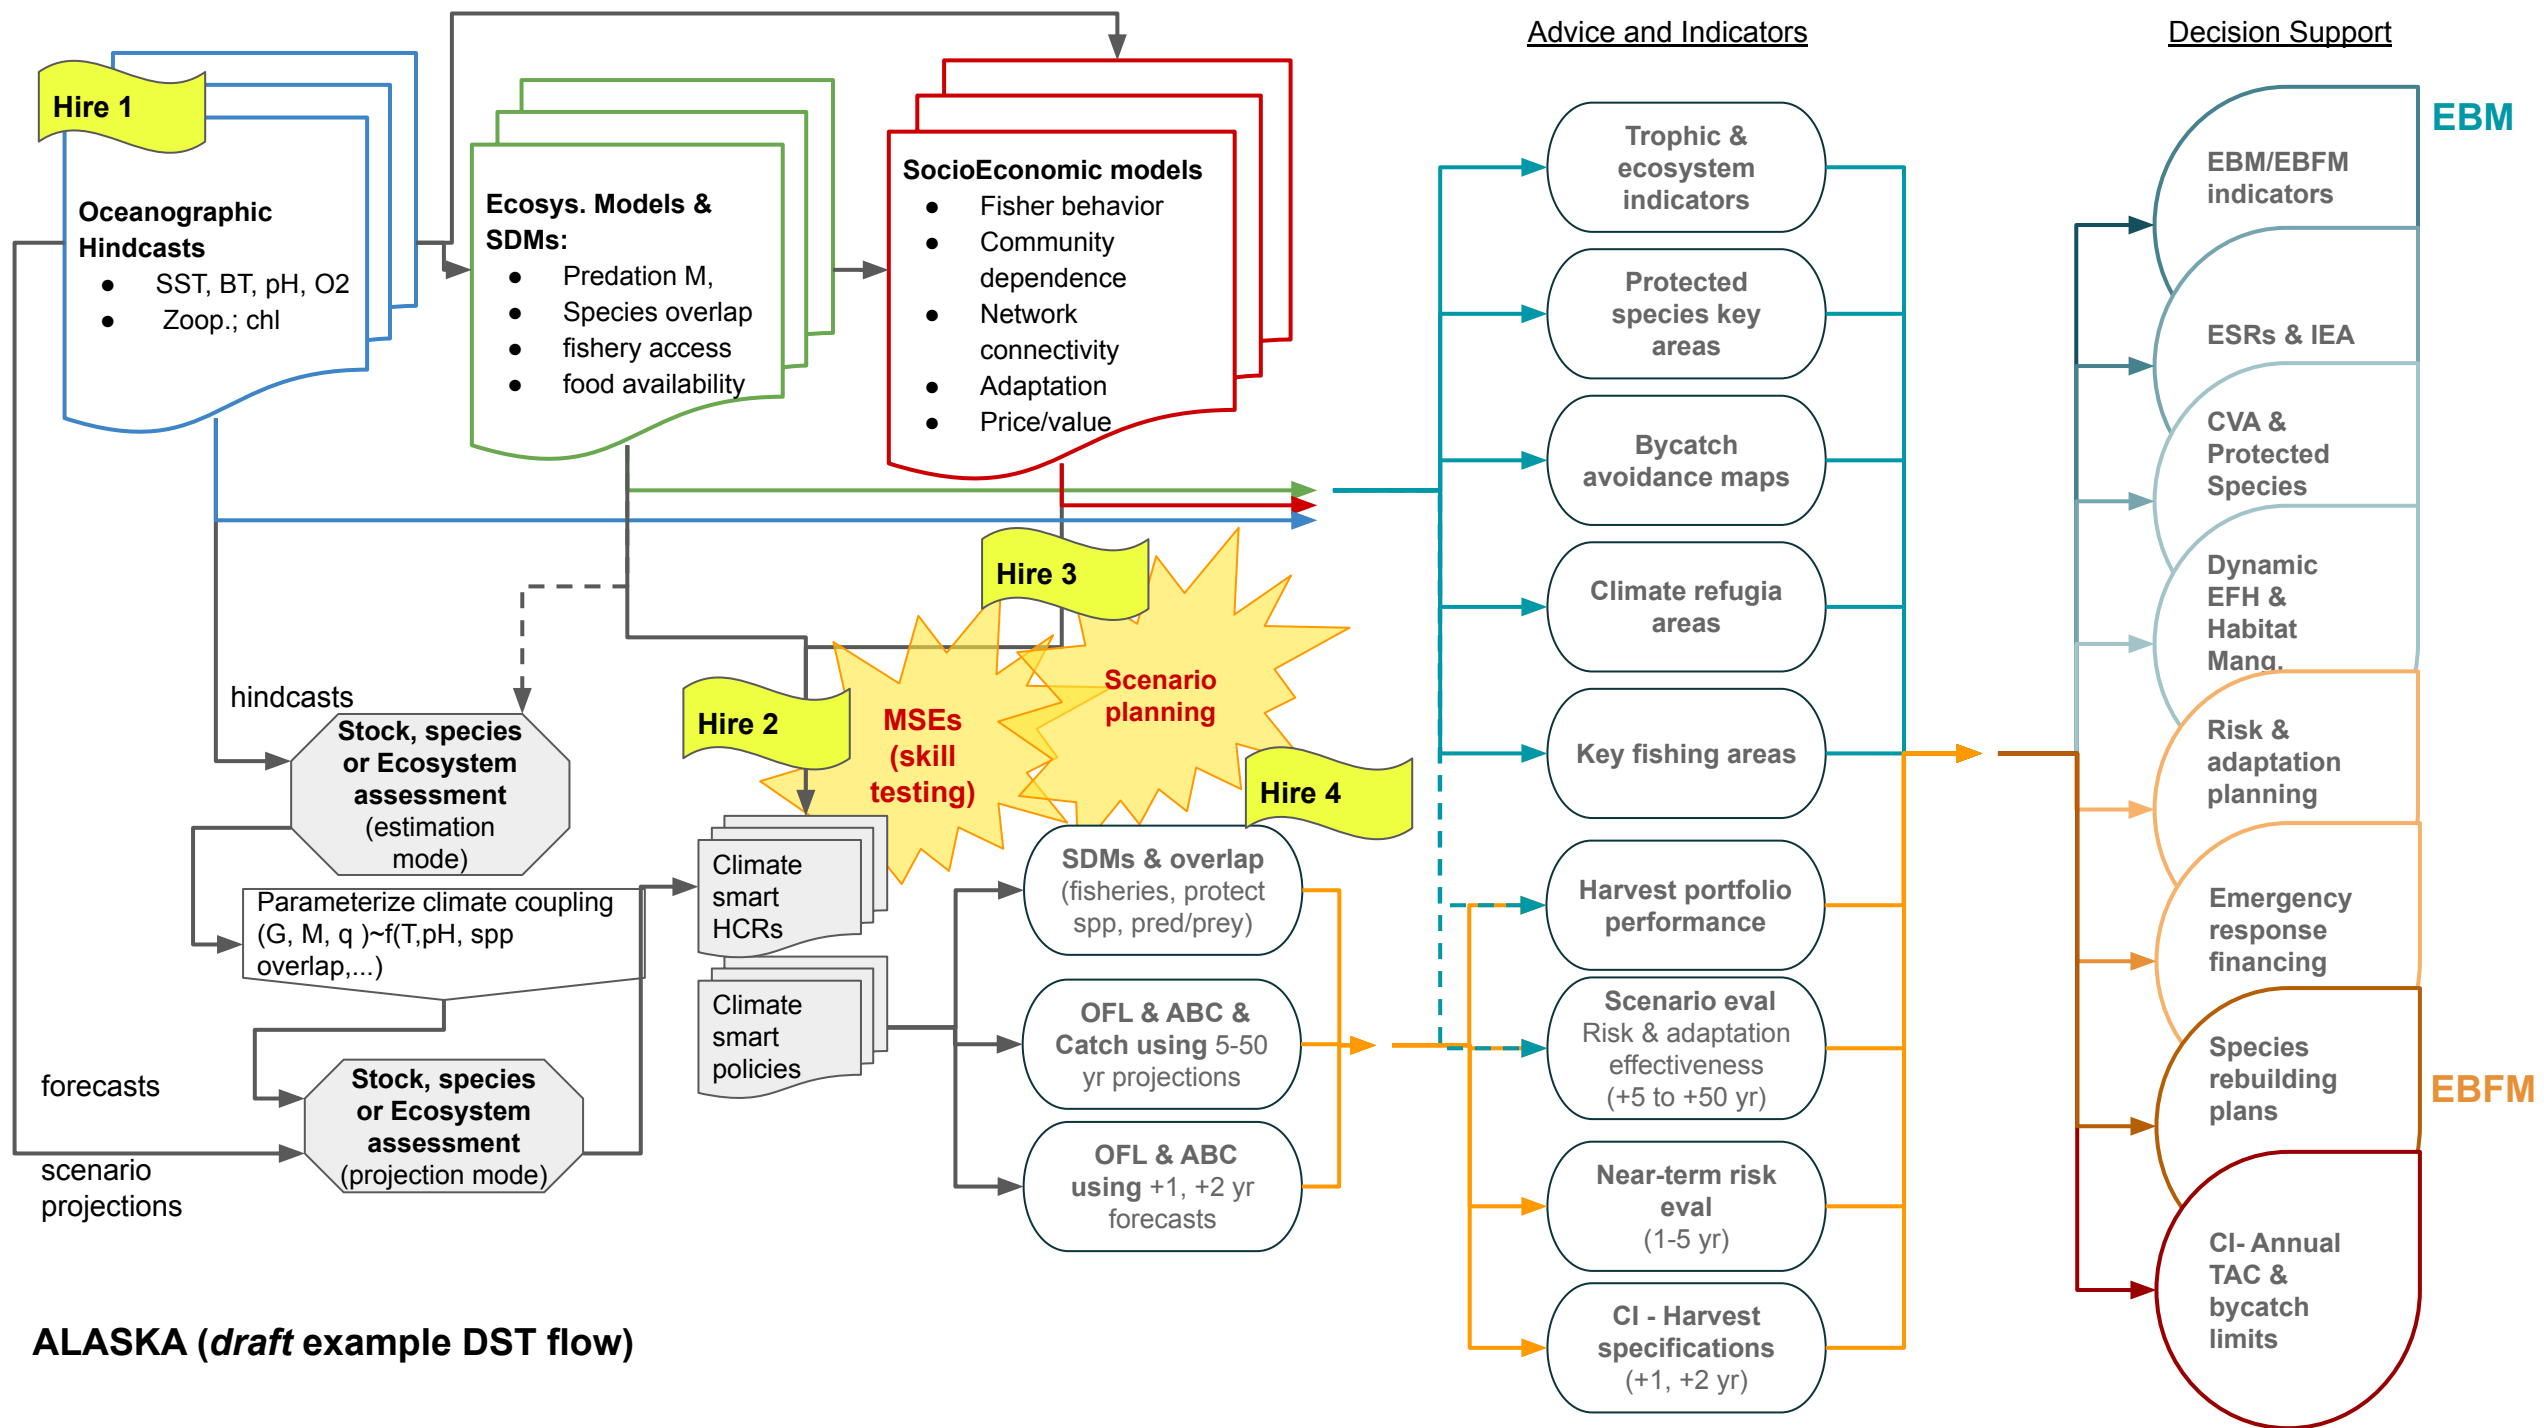 Advice and Indicators
Decision Support
Hire 1
Oceanographic
Hindcasts
● SST, BT, pH, O2
● Zoop.; chl
Ecosys. Models &
SDMs:
● Predation M,
● Species overlap
● fishery access
● food availability
SocioEconomic models
● Fisher behavior
● Community
dependence
● Network
connectivity
● Adaptation
● Price/value
Hire 3
Scenario
planning
Hire 2
MSEs
(skill
testing)
Hire 4
hindcasts
Stock, species
or Ecosystem
assessment
(estimation
mode)
Parameterize climate coupling
(G, M, q )~f(T,pH, spp
overlap,...)
forecasts
Stock, species
or Ecosystem
assessment
(projection mode)
scenario
projections
Climate
smart
HCRs
Climate
smart
policies
SDMs & overlap
(fisheries, protect
spp, pred/prey)
OFL & ABC &
Catch using 5-50
yr projections
OFL & ABC
using +1, +2 yr
forecasts
Trophic &
ecosystem
indicators
Protected
species key
areas
Bycatch
avoidance maps
Climate refugia
areas
Key fishing areas
Harvest portfolio
performance
Scenario eval
Risk & adaptation
effectiveness
(+5 to +50 yr)
Near-term risk
eval
(1-5 yr)
CI - Harvest
specifications
(+1, +2 yr)
EBM
EBM/EBFM
indicators
ESRs & IEA
CVA &
Protected
Species
Dynamic
EFH &
Habitat
Mang.
Risk &
adaptation
planning
Emergency
response
financing
Species
rebuilding
plans
EBFM
CI- Annual
TAC &
bycatch
limits
ALASKA (draft example DST flow)